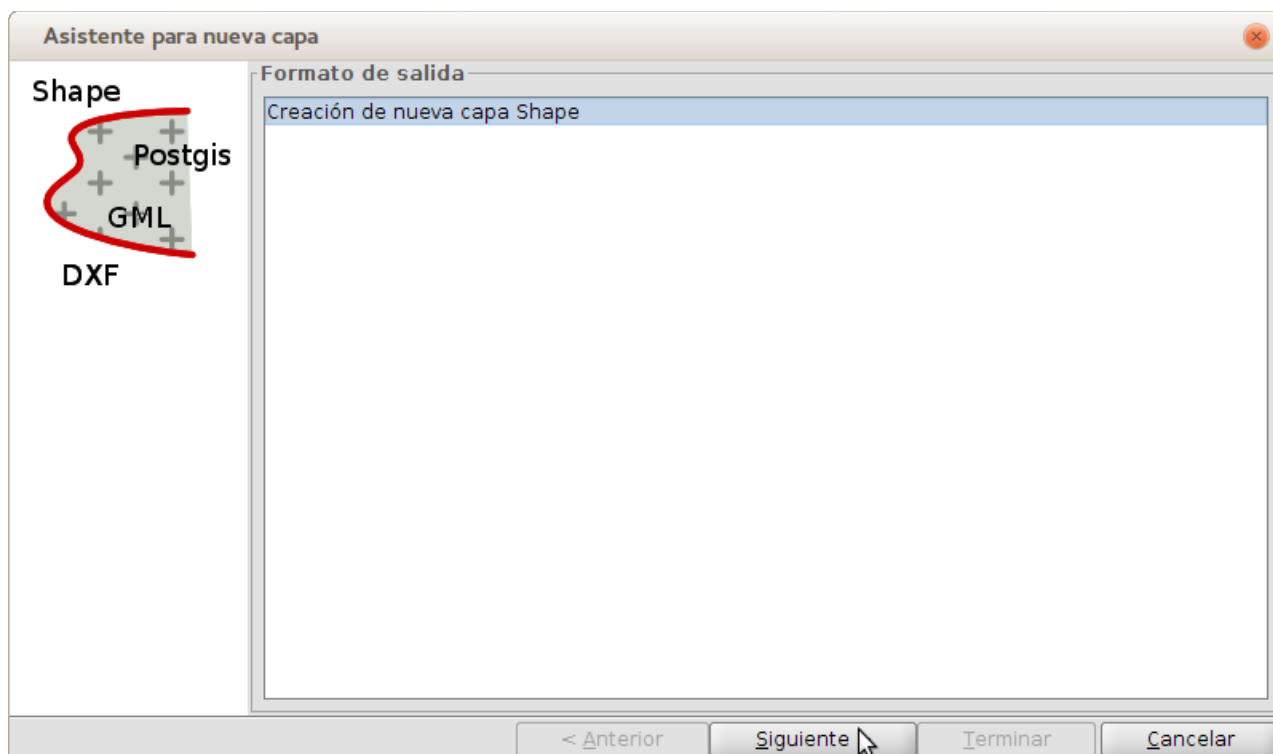 Asistente para nueva capa
Shape
Postgis
GML
DXF
Formato de salida
Creación de nueva capa Shape
< Anterior
Siguiente
Terminar
Cancelar